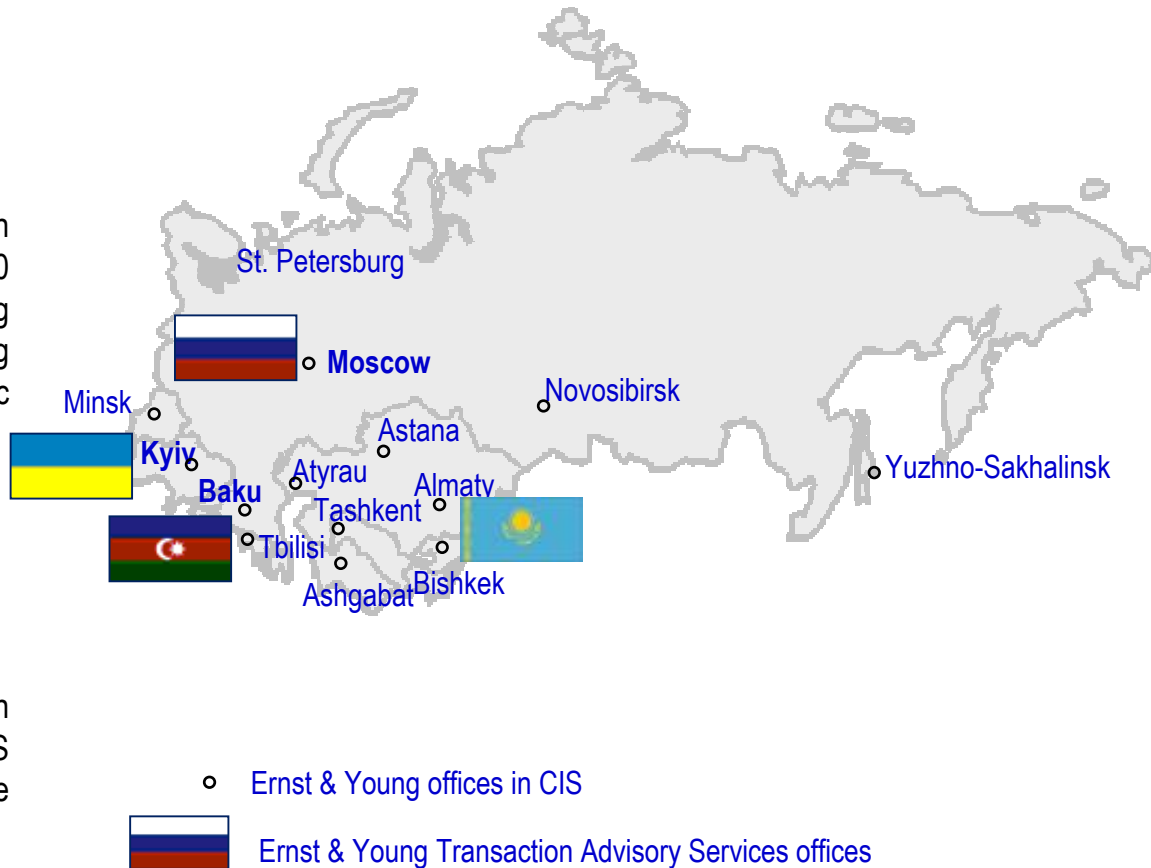 n
0
St. Petersburg
g
g
Moscow
c
Minsk
Novosibirsk
Astana
Kyiv
Atyrau
Yuzhno-Sakhalinsk
Baku
Almaty
Tashkent
Tbilisi
Bishkek
Ashgabat
n
S
e
Ernst & Young offices in CIS
Ernst & Young Transaction Advisory Services offices